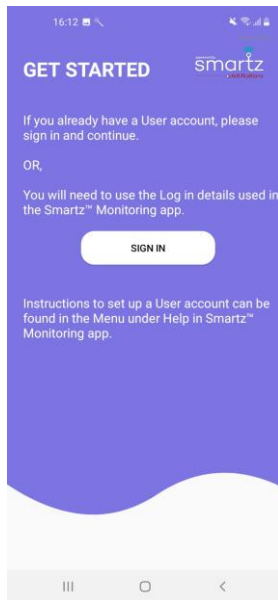 16:12
GET STARTED
smartz
If you already have a User account, please
sign in and continue.
OR,
You will need to use the Log in details used in
the Smartz™ Monitoring app.
SIGN IN
Instructions to set up a User account can be
found in the Menu under Help in Smartz™
Monitoring app.